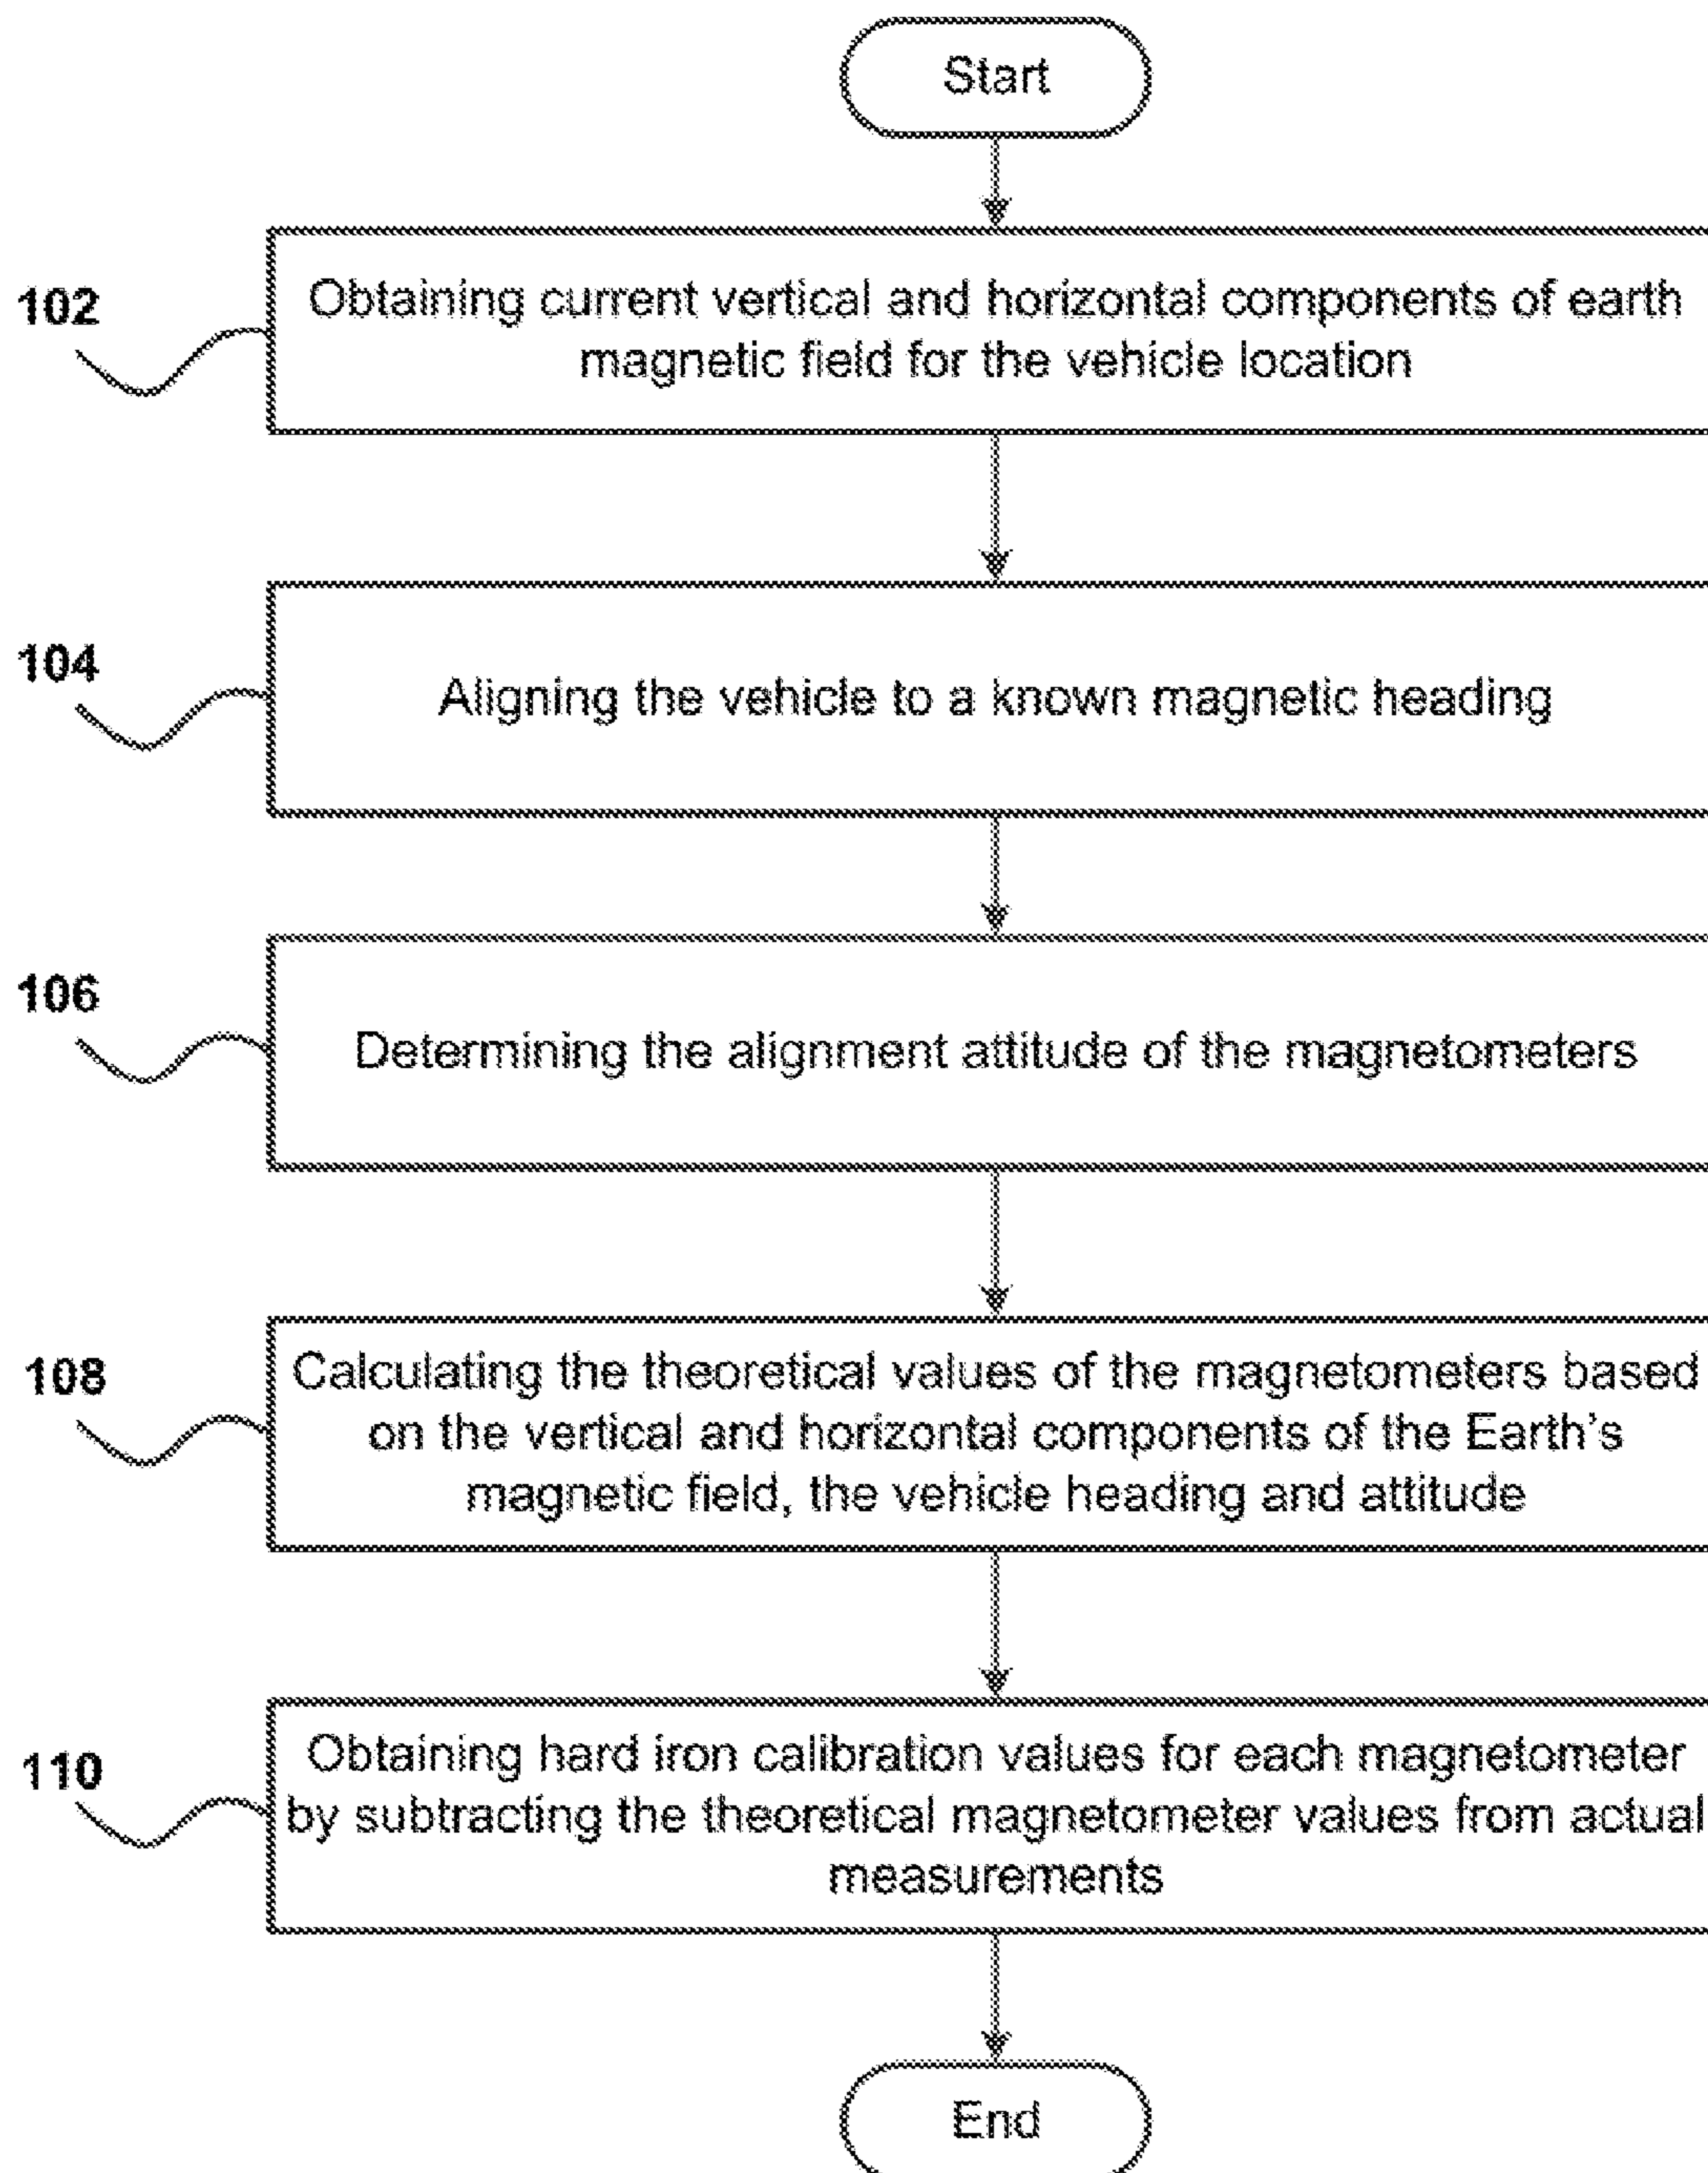 Start
102
Obtaining current vertical and horizontal components of earth
magnetic field for the vehicle location
104
Aligning the vehicle to a known magnetic heading
106
Determining the alignment attitude of the magnetometers
108
Calculating the theoretical values of the magnetometers based
on the vertical and horizontal components of the Earth's
magnetic field, the vehicle heading and attitude
110
Obtaining hard iron calibration values for each magnetometer
by subtracting the theoretical magnetometer values from actual
measurements
End